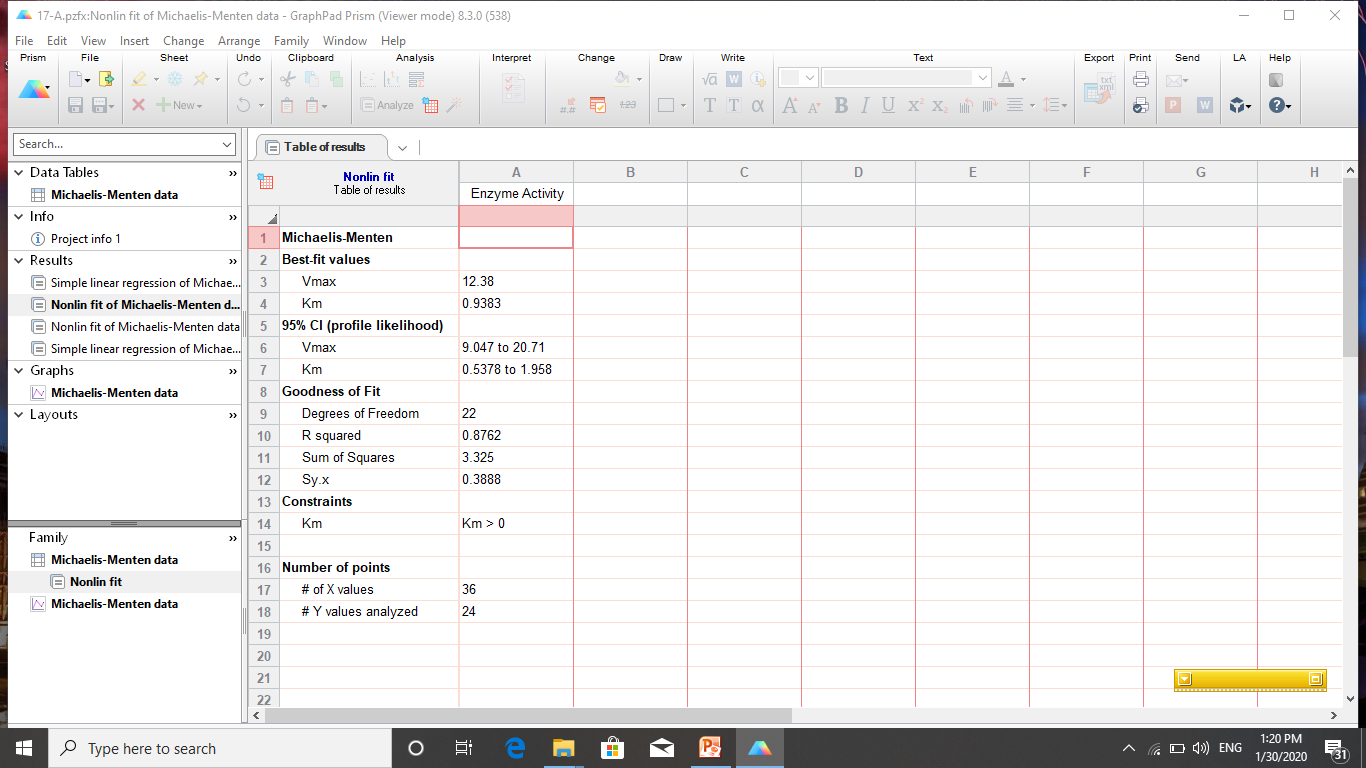 17-A.pzfx:Nonlin fit of Michaelis-Menten data - GraphPad Prism (Viewer mode) 8.3.0 (538)
File Edit View Insert Change Arrange Family Window Help
Prism File Sheet Undo Clipboard Analysis Interpret Change Draw Write Text Export Print Send LA Help
Analyze
New
Search...
Data Tables
Michaelis-Menten data
Info
Project info 1
Results
Simple linear regression of Michae...
Nonlin fit of Michaelis-Menten d...
Nonlin fit of Michaelis-Menten data
Simple linear regression of Michae...
Graphs
Michaelis-Menten data
Layouts
Family
Michaelis-Menten data
Nonlin fit
Michaelis-Menten data
Table of results
Nonlin fit
Table of results
A B C D E F G H
Enzyme Activity
1 Michaelis-Menten
2 Best-fit values
3 Vmax 12.38
4 Km 0.9383
5 95% CI (profile likelihood)
6 Vmax 9.047 to 20.71
7 Km 0.5378 to 1.958
8 Goodness of Fit
9 Degrees of Freedom 22
10 R squared 0.8762
11 Sum of Squares 3.325
12 Sy.x 0.3888
13 Constraints
14 Km Km > 0
15
16 Number of points
17 # of X values 36
18 # Y values analyzed 24
19
20
21
22
Type here to search
ENG
1:20 PM
1/30/2020
31